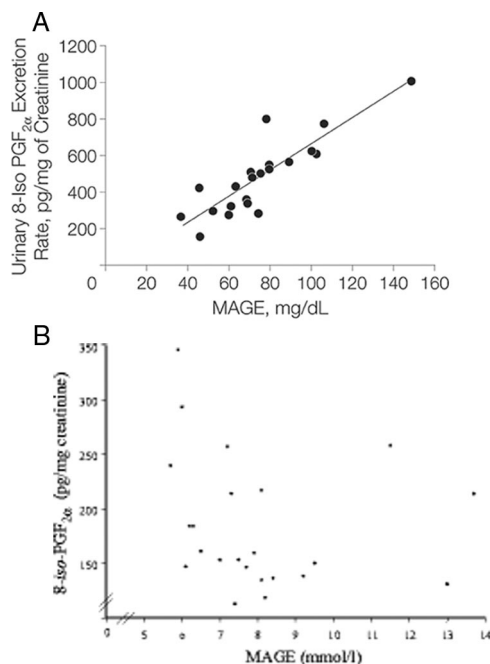 A
Urinary 8-Iso PGF2α Excretion
Rate, pg/mg of Creatinine
1200
1000
800
600
400
200
0 20 40 60 80 100 120 140 160
MAGE, mg/dL
B
8-iso-PGF2α (pg/mg creatinine)
350
300
250
200
150
0 5 6 7 8 9 10 11 12 13 14
MAGE (mmol/l)